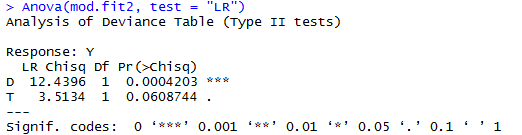 > Anova(mod.fit2, test = "LR")
Analysis of Deviance Table (Type II tests)
Response: Y
  LR Chisq Df Pr(>Chisq)
D  12.4396  1  0.0004203 ***
T   3.5134  1  0.0608744 .
---
Signif. codes:  0 ‘***’ 0.001 ‘**’ 0.01 ‘*’ 0.05 ‘.’ 0.1 ‘ ’ 1